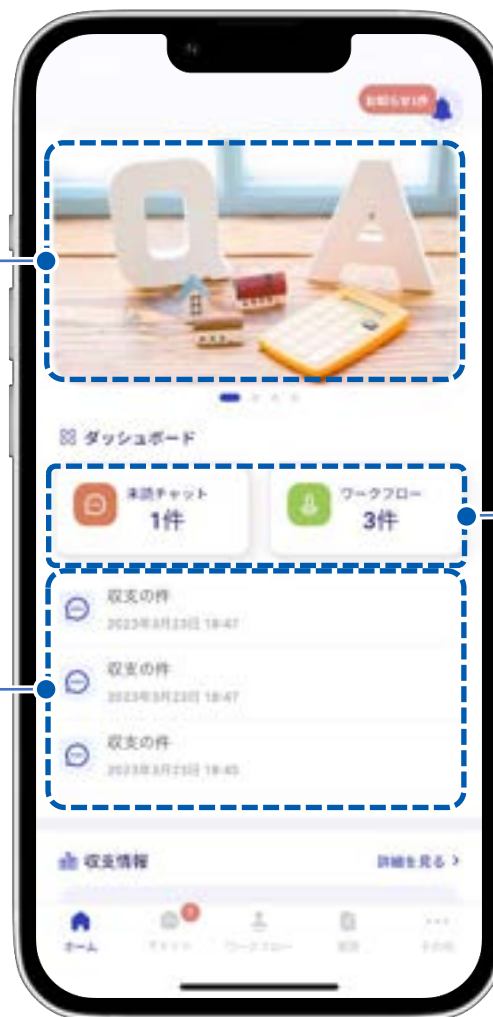 お知らせ1件
Q A
ダッシュボード
未読チャット
1件
ワークフロー
3件
収支の件
2023年3月23日 18:47
収支の件
2023年3月23日 18:47
収支の件
2023年3月23日 18:45
収支情報
詳細を見る
ホーム
チャット
ワークフロー
その他